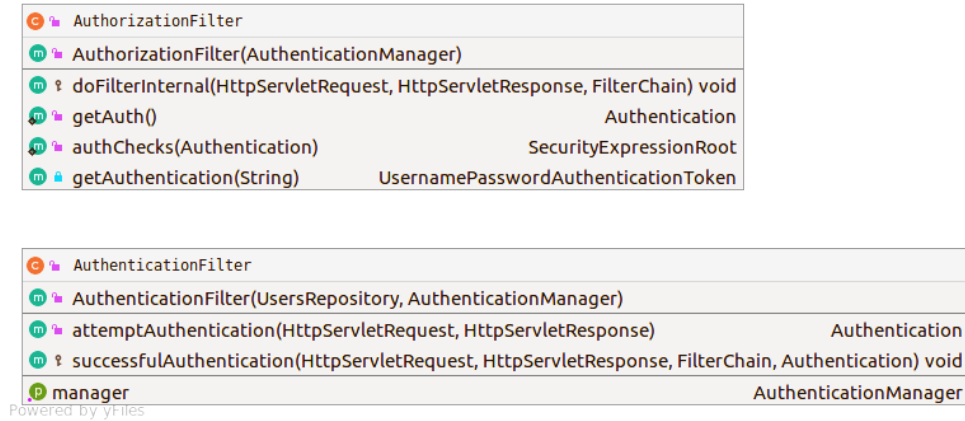 AuthorizationFilter
AuthorizationFilter(AuthenticationManager)
doFilterInternal(HttpServletRequest, HttpServletResponse, FilterChain) void
getAuth() Authentication
authChecks(Authentication) SecurityExpressionRoot
getAuthentication(String) UsernamePasswordAuthenticationToken
AuthenticationFilter
AuthenticationFilter(UsersRepository, AuthenticationManager)
attemptAuthentication(HttpServletRequest, HttpServletResponse) Authentication
successfulAuthentication(HttpServletRequest, HttpServletResponse, FilterChain, Authentication) void
manager AuthenticationManager
Powered by yFiles